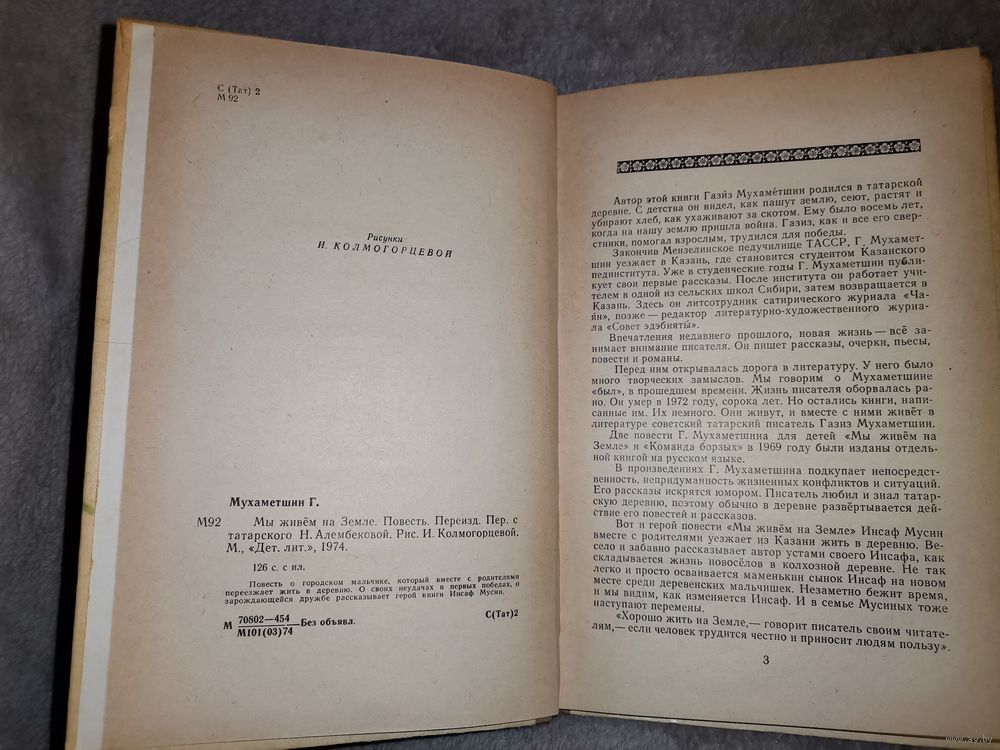 С (Тат) 2
М 92
Рисунки
И. КОЛМОГОРЦЕВОЙ
Мухаметшин Г.
М92 Мы живём на Земле. Повесть. Переизд. Пер. с
татарского Н. Алембековой. Рис. И. Колмогорцевой.
М., «Дет. лит.», 1974.
126 с. с ил.
Повесть о городском мальчике, который вместе с родителями
переезжает жить в деревню. О своих неудачах и первых победах, о
зарождающейся дружбе рассказывает герой книги Инсаф Мусин.
М 70802—454 Без объявл.
М101(03)74
С(Тат)2
Автор этой книги Газиз Мухаметшин родился в татарской
деревне. С детства он видел, как пашут землю, сеют, растят и
убирают хлеб, как ухаживают за скотом. Ему было восемь лет,
когда на нашу землю пришла война. Газиз, как и все его свер-
стники, помогал взрослым, трудился для победы.
Закончив Мензелинское педучилище ТАССР, Г. Мухамет-
шин уезжает в Казань, где становится студентом Казанского
пединститута. Уже в студенческие годы Г. Мухаметшин публи-
кует свои первые рассказы. После института он работает учи-
телем в одной из сельских школ Сибири, затем возвращается в
Казань. Здесь он литсотрудник сатирического журнала «Ча-
ян», позже — редактор литературно-художественного журна-
ла «Совет эдэбияты».
Впечатления недавнего прошлого, новая жизнь — всё за-
нимает внимание писателя. Он пишет рассказы, очерки, пьесы,
повести и романы.
Перед ним открывалась дорога в литературу. У него было
много творческих замыслов. Мы говорим о Мухаметшине
«был», в прошедшем времени. Жизнь писателя оборвалась ра-
но. Он умер в 1972 году, сорока лет. Но остались книги, напи-
санные им. Их немного. Они живут, и вместе с ними живёт в
литературе советский татарский писатель Газиз Мухаметшин.
Две повести Г. Мухаметшина для детей «Мы живём на
Земле» и «Команда борзых» в 1969 году были изданы отдель-
ной книгой на русском языке.
В произведениях Г. Мухаметшина подкупает непосредст-
венность, непридуманность жизненных конфликтов и ситуаций.
Его рассказы искрятся юмором. Писатель любил и знал татар-
скую деревню, поэтому обычно в деревне развёртывается дей-
ствие его повестей и рассказов.
Вот и герой повести «Мы живём на Земле» Инсаф Мусин
вместе с родителями уезжает из Казани жить в деревню. Ве-
село и забавно рассказывает автор устами своего Инсафа, как
складывается жизнь новосёлов в колхозной деревне. Не так
легко и просто осваивается маменькин сынок Инсаф на новом
месте среди деревенских мальчишек. Незаметно бежит время,
и мы видим, как изменяется Инсаф. И в семье Мусиных тоже
наступают перемены.
«Хорошо жить на Земле,— говорит писатель своим читате-
лям,— если человек трудится честно и приносит людям пользу».
3
www.ay.by